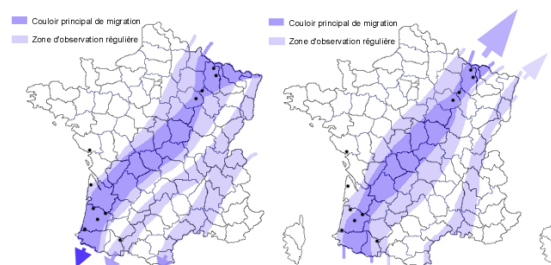 Couloir principal de migration
Zone d'observation régulière
Couloir principal de migration
Zone d'observation régulière